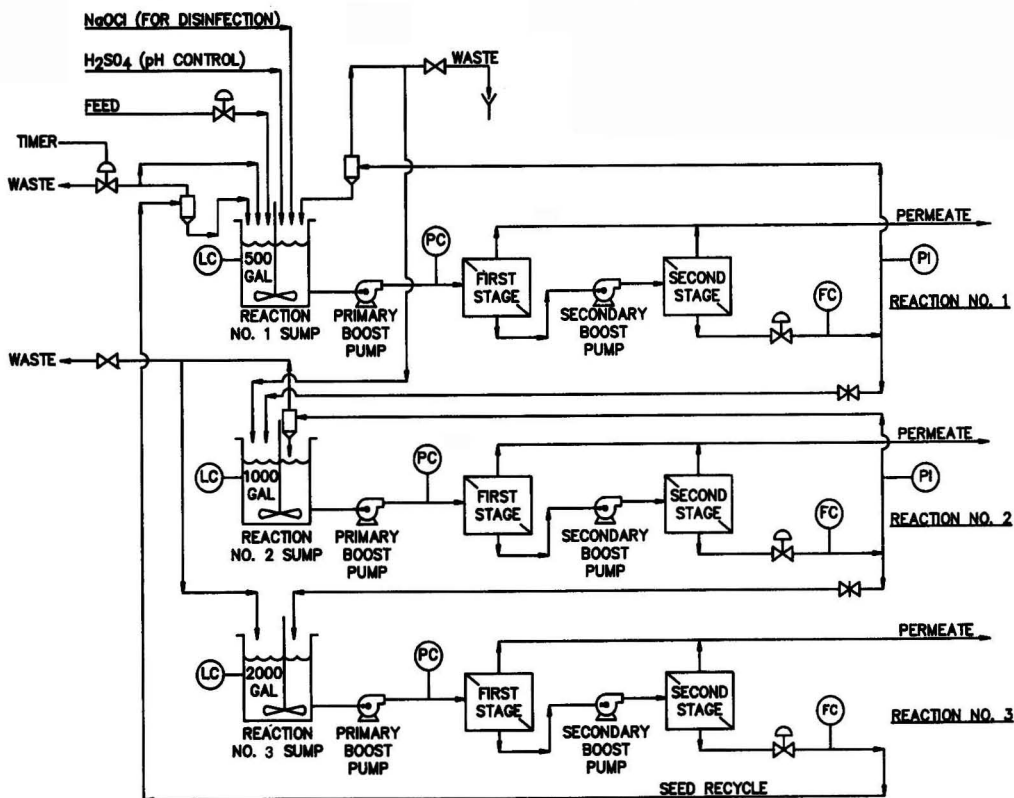 NaOCl (FOR DISINFECTION)
H2SO4 (pH CONTROL)
FEED
TIMER
WASTE
WASTE
LC
500
GAL
REACTION
NO. 1 SUMP
PRIMARY
BOOST
PUMP
PC
FIRST
STAGE
SECONDARY
BOOST
PUMP
SECOND
STAGE
FC
PERMEATE
PI
REACTION NO. 1
WASTE
LC
1000
GAL
REACTION
NO. 2 SUMP
PRIMARY
BOOST
PUMP
PC
FIRST
STAGE
SECONDARY
BOOST
PUMP
SECOND
STAGE
FC
PERMEATE
PI
REACTION NO. 2
LC
2000
GAL
REACTION
NO. 3 SUMP
PRIMARY
BOOST
PUMP
PC
FIRST
STAGE
SECONDARY
BOOST
PUMP
SECOND
STAGE
FC
PERMEATE
REACTION NO. 3
SEED RECYCLE